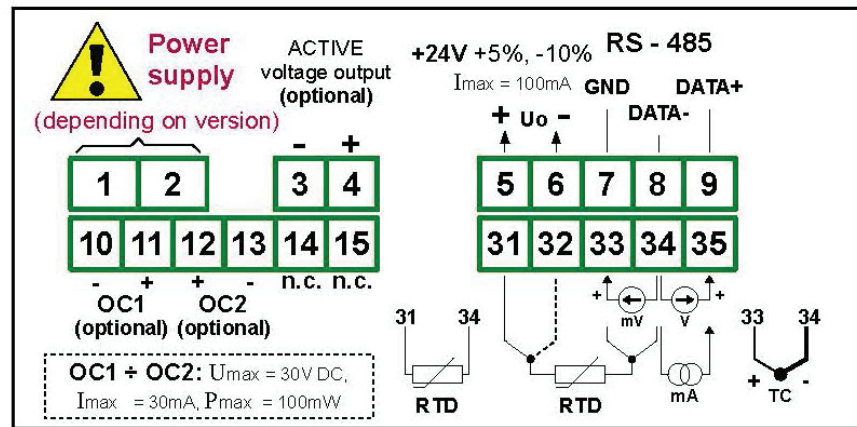 Power supply
(depending on version)
ACTIVE
voltage output
(optional)
- +
+24V +5%, -10%
Imax = 100mA
+ Uo -
RS - 485
GND
DATA-
DATA+
1 2 3 4 5 6 7 8 9
10 11 12 13 14 15 31 32 33 34 35
- + + - n.c. n.c.
OC1
(optional)
OC2
(optional)
OC1 ÷ OC2: Umax = 30V DC,
Imax = 30mA, Pmax = 100mW
31 34
RTD
RTD
+ mV
V +
mA
33 34
+ -
TC